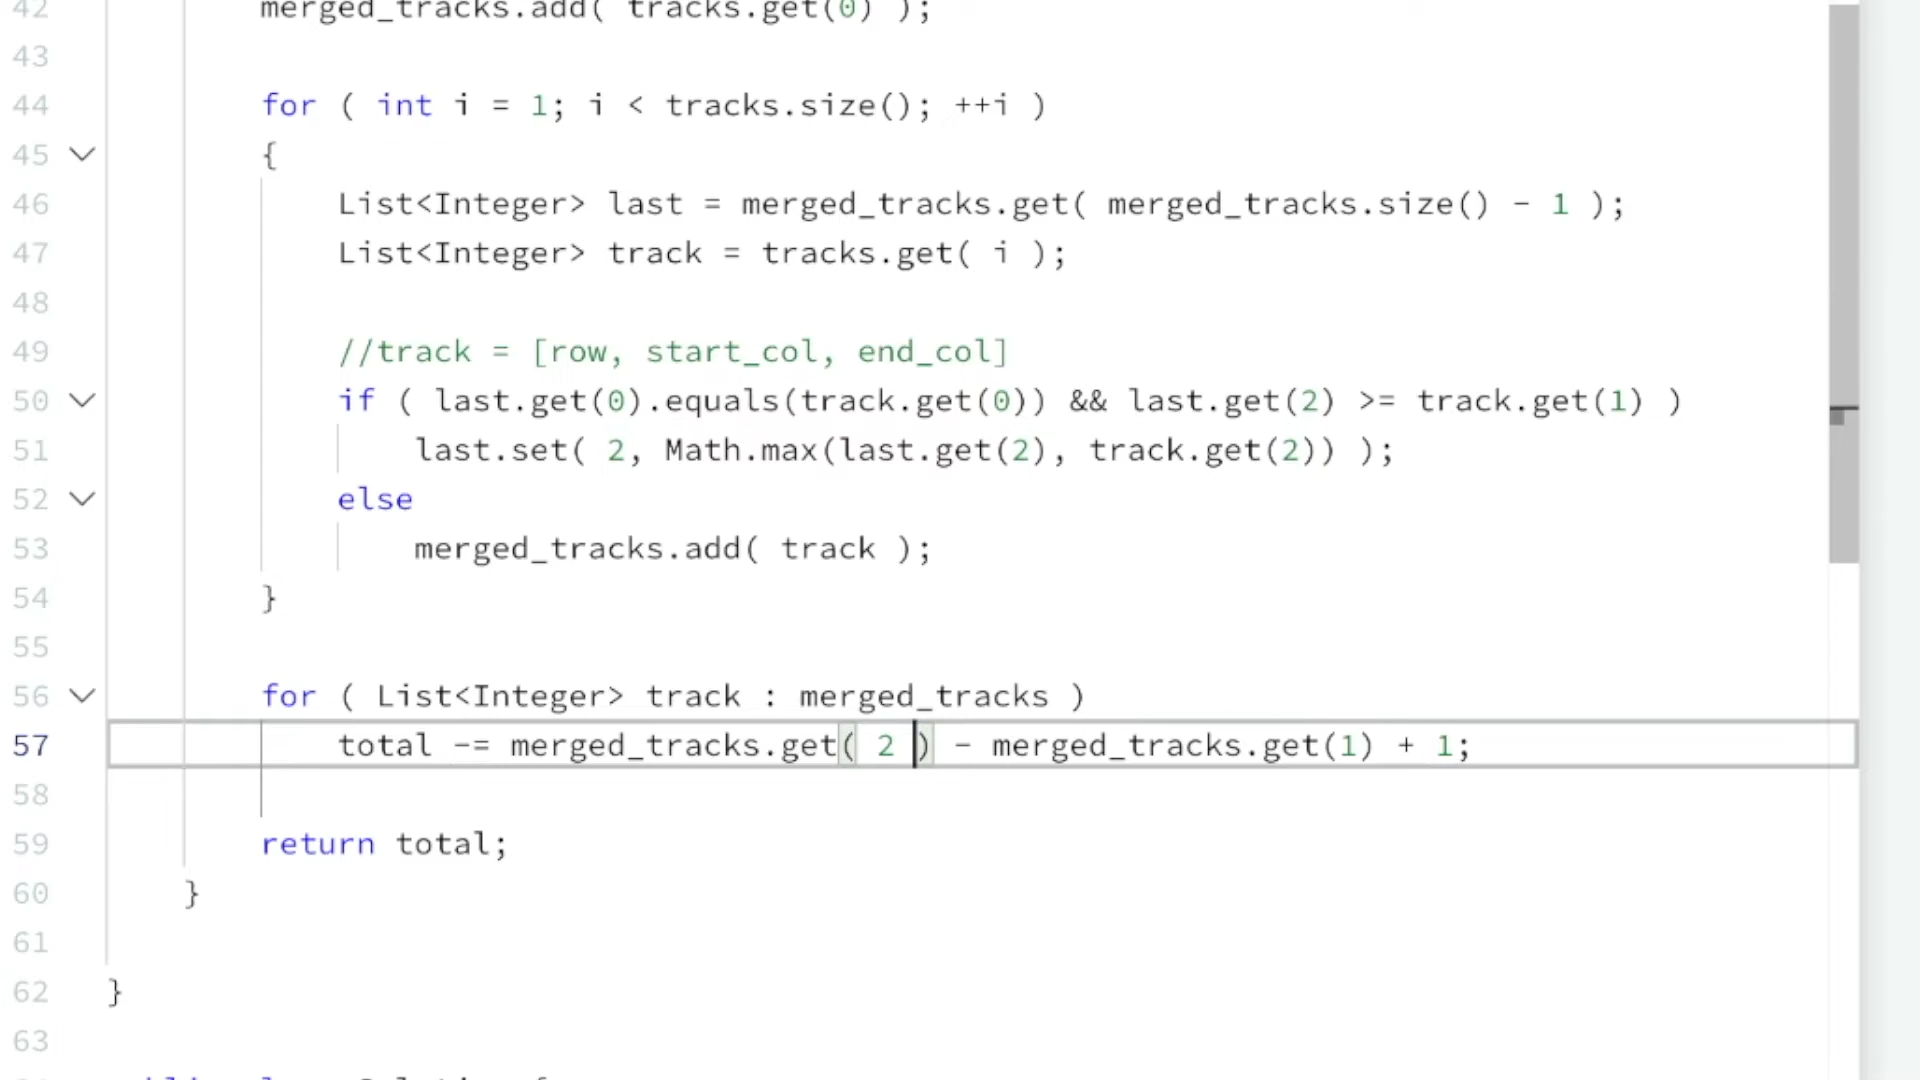 42 merged_tracks.add( tracks.get(0) );
43
44 for ( int i = 1; i < tracks.size(); ++i )
45 {
46 List<Integer> last = merged_tracks.get( merged_tracks.size() - 1 );
47 List<Integer> track = tracks.get( i );
48
49 //track = [row, start_col, end_col]
50 if ( last.get(0).equals(track.get(0)) && last.get(2) >= track.get(1) )
51 last.set( 2, Math.max(last.get(2), track.get(2)) );
52 else
53 merged_tracks.add( track );
54 }
55
56 for ( List<Integer> track : merged_tracks )
57 total -= merged_tracks.get( 2 ) - merged_tracks.get(1) + 1;
58
59 return total;
60 }
61
62 }
63